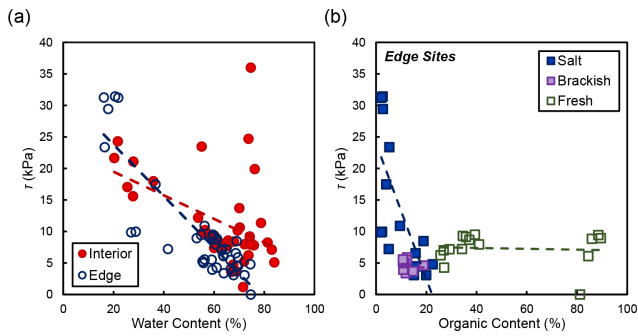 (a)
40
35
30
25
20
15
10
5
0
τ (kPa)
0 20 40 60 80 100
Water Content (%)
Interior
Edge
(b)
Edge Sites
40
35
30
25
20
15
10
5
0
τ (kPa)
0 20 40 60 80 100
Organic Content (%)
Salt
Brackish
Fresh